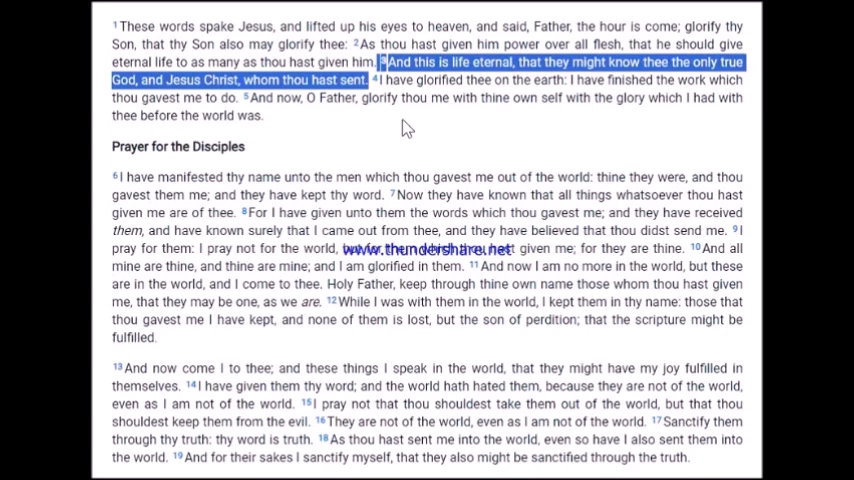 1These words spake Jesus, and lifted up his eyes to heaven, and said, Father, the hour is come; glorify thy
Son, that thy Son also may glorify thee: 2As thou hast given him power over all flesh, that he should give
eternal life to as many as thou hast given him. 3And this is life eternal, that they might know thee the only true
God, and Jesus Christ, whom thou hast sent. 4I have glorified thee on the earth: I have finished the work which
thou gavest me to do. 5And now, O Father, glorify thou me with thine own self with the glory which I had with
thee before the world was.
Prayer for the Disciples
6I have manifested thy name unto the men which thou gavest me out of the world: thine they were, and thou
gavest them me; and they have kept thy word. 7Now they have known that all things whatsoever thou hast
given me are of thee. 8For I have given unto them the words which thou gavest me; and they have received
them, and have known surely that I came out from thee, and they have believed that thou didst send me. 9I
pray for them: I pray not for the world, but for them which thou hast given me; for they are thine. 10And all
www.thundershare.net
mine are thine, and thine are mine; and I am glorified in them. 11And now I am no more in the world, but these
are in the world, and I come to thee. Holy Father, keep through thine own name those whom thou hast given
me, that they may be one, as we are. 12While I was with them in the world, I kept them in thy name: those that
thou gavest me I have kept, and none of them is lost, but the son of perdition; that the scripture might be
fulfilled.
13And now come I to thee; and these things I speak in the world, that they might have my joy fulfilled in
themselves. 14I have given them thy word; and the world hath hated them, because they are not of the world,
even as I am not of the world. 15I pray not that thou shouldest take them out of the world, but that thou
shouldest keep them from the evil. 16They are not of the world, even as I am not of the world. 17Sanctify them
through thy truth: thy word is truth. 18As thou hast sent me into the world, even so have I also sent them into
the world. 19And for their sakes I sanctify myself, that they also might be sanctified through the truth.